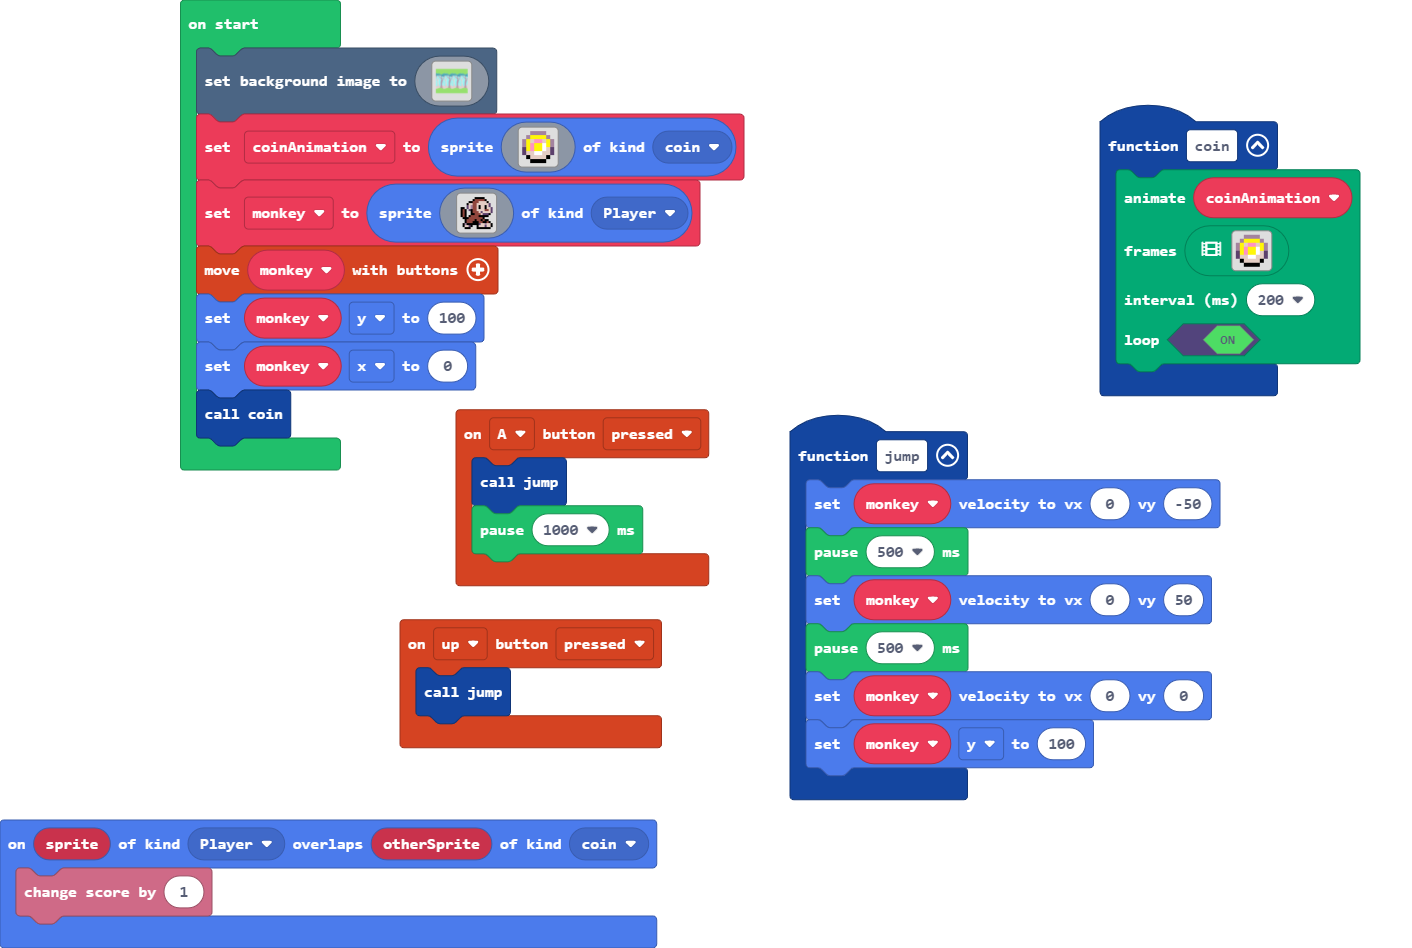 on start
set background image to
set coinAnimation to sprite of kind coin
set monkey to sprite of kind Player
move monkey with buttons
set monkey y to 100
set monkey x to 0
call coin
function coin
animate coinAnimation
frames
interval (ms) 200
loop ON
on A button pressed
call jump
pause 1000 ms
on up button pressed
call jump
function jump
set monkey velocity to vx 0 vy -50
pause 500 ms
set monkey velocity to vx 0 vy 50
pause 500 ms
set monkey velocity to vx 0 vy 0
set monkey y to 100
on sprite of kind Player overlaps otherSprite of kind coin
change score by 1